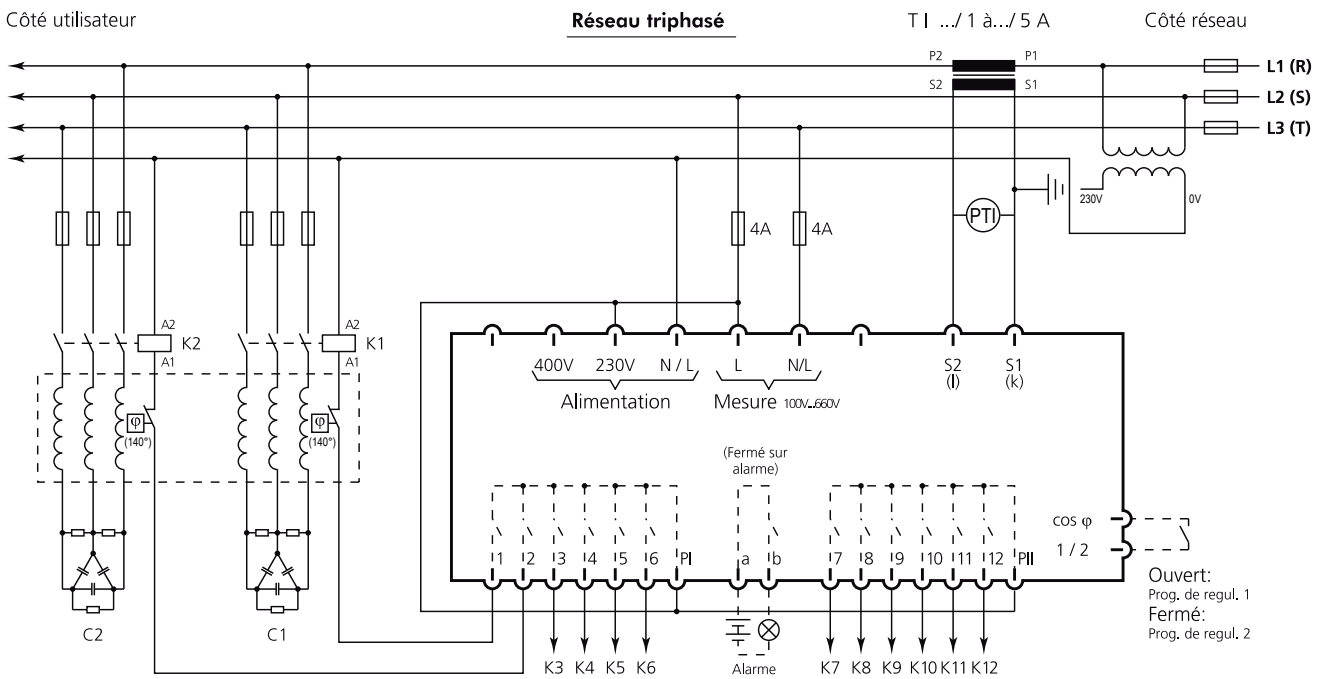 Côté utilisateur
Réseau triphasé
T I .../ 1 à.../ 5 A
Côté réseau
P2
P1
L1 (R)
S2
S1
L2 (S)
L3 (T)
230V
0V
PTI
4A
4A
A2
K2
A1
A2
K1
A1
400V
230V
N / L
L
N/L
S2
(l)
S1
(k)
Alimentation
Mesure 100V...660V
φ
(140°)
φ
(140°)
(Fermé sur
alarme)
cos φ
1 / 2
1
2
3
4
5
6
PI
a
b
7
8
9
10
11
12
PII
Ouvert:
Prog. de regul. 1
Fermé:
Prog. de regul. 2
C2
C1
K3
K4
K5
K6
Alarme
K7
K8
K9
K10
K11
K12